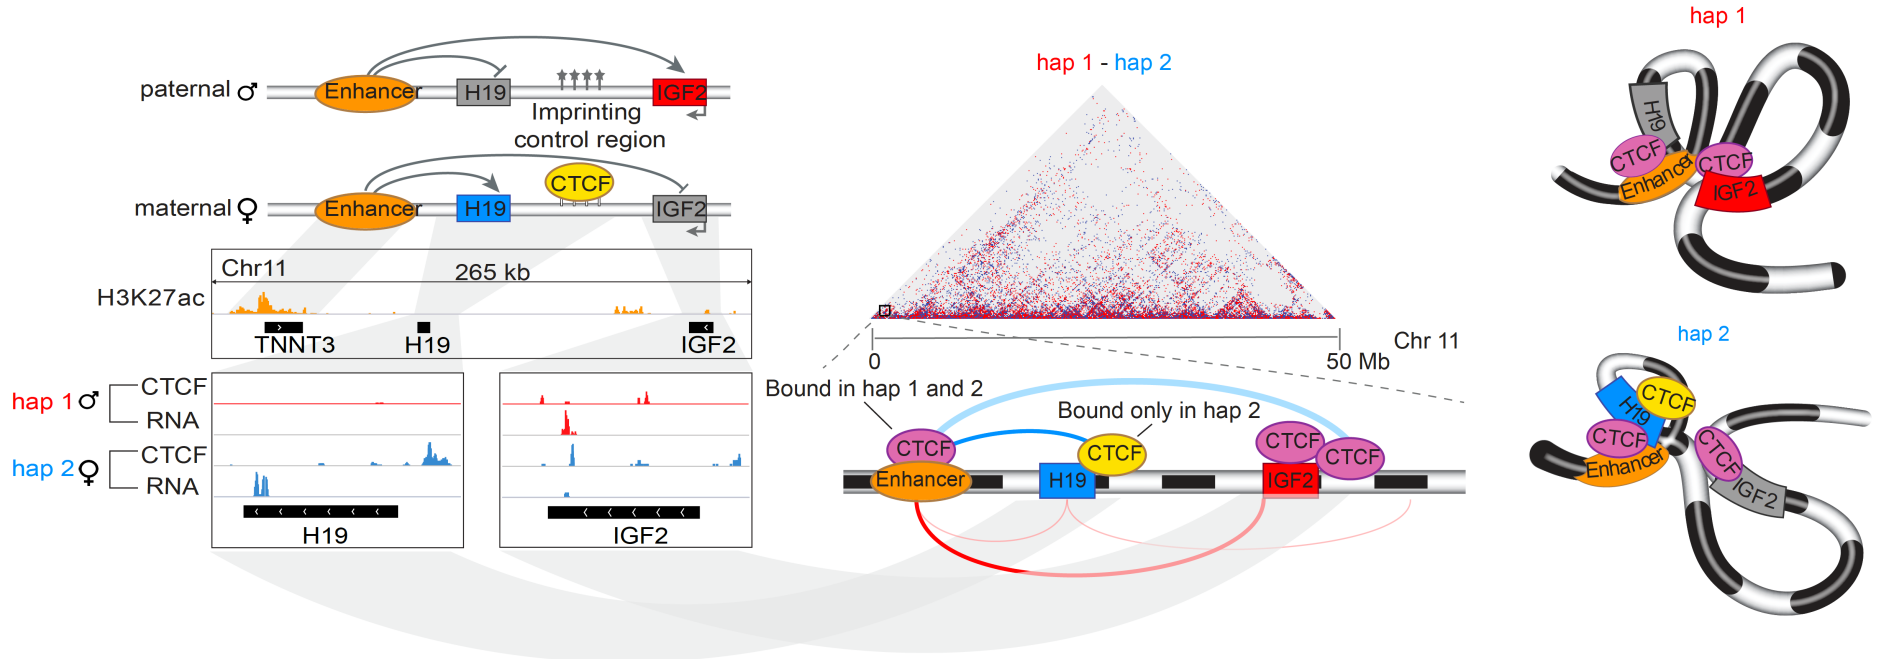 paternal ♂
Enhancer
H19
IGF2
Imprinting
control region
maternal ♀
Enhancer
H19
CTCF
IGF2
Chr11
265 kb
H3K27ac
TNNT3
H19
IGF2
hap 1 ♂
CTCF
RNA
hap 2 ♀
CTCF
RNA
H19
IGF2
hap 1 - hap 2
0
50 Mb
Chr 11
Bound in hap 1 and 2
Bound only in hap 2
CTCF
CTCF
CTCF
CTCF
Enhancer
H19
IGF2
hap 1
H19
CTCF
CTCF
Enhancer
IGF2
hap 2
CTCF
H19
CTCF
CTCF
Enhancer
IGF2